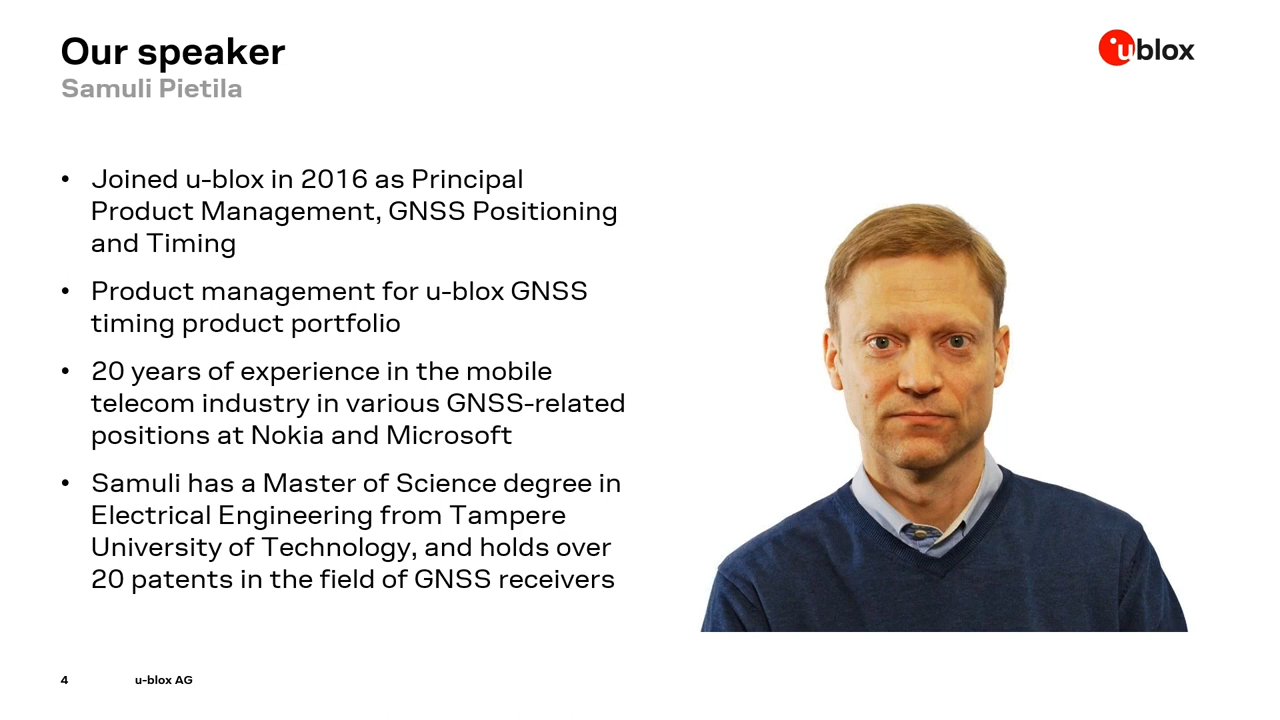 Our speaker
Samuli Pietila
ublox
• Joined u-blox in 2016 as Principal
Product Management, GNSS Positioning
and Timing
• Product management for u-blox GNSS
timing product portfolio
• 20 years of experience in the mobile
telecom industry in various GNSS-related
positions at Nokia and Microsoft
• Samuli has a Master of Science degree in
Electrical Engineering from Tampere
University of Technology, and holds over
20 patents in the field of GNSS receivers
4 u-blox AG